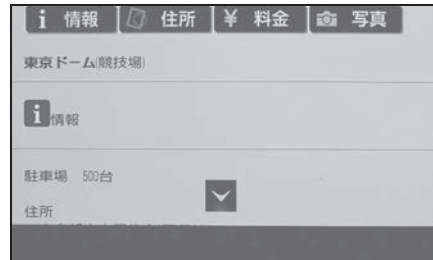 i 情報 住所 ¥ 料金 写真
東京ドーム(競技場)
i 情報
駐車場 500台
住所